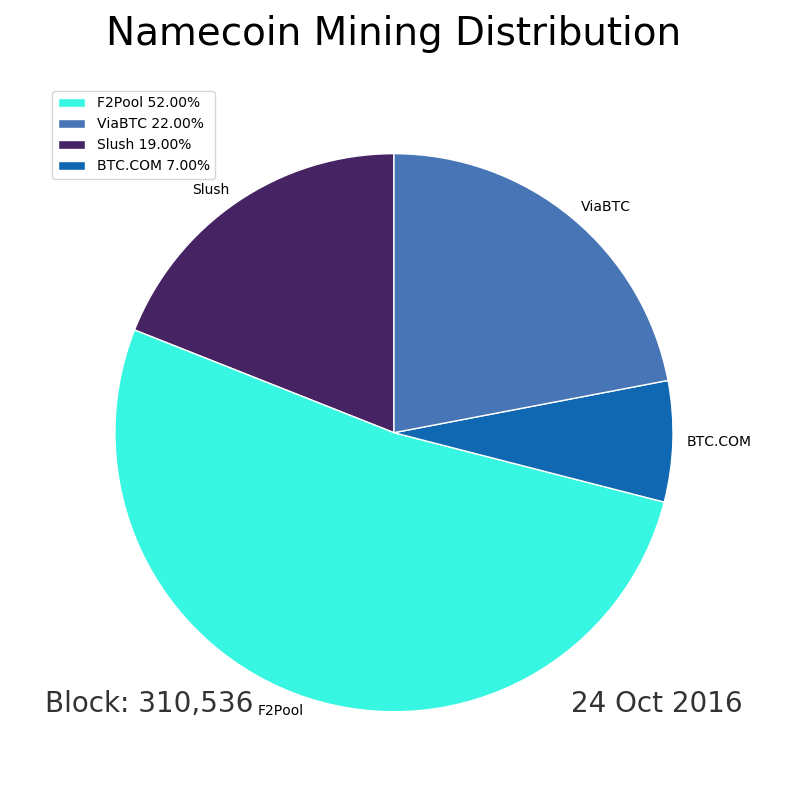 Namecoin Mining Distribution
F2Pool 52.00%
ViaBTC 22.00%
Slush 19.00%
BTC.COM 7.00%
Slush
ViaBTC
BTC.COM
Block: 310,536
F2Pool
24 Oct 2016